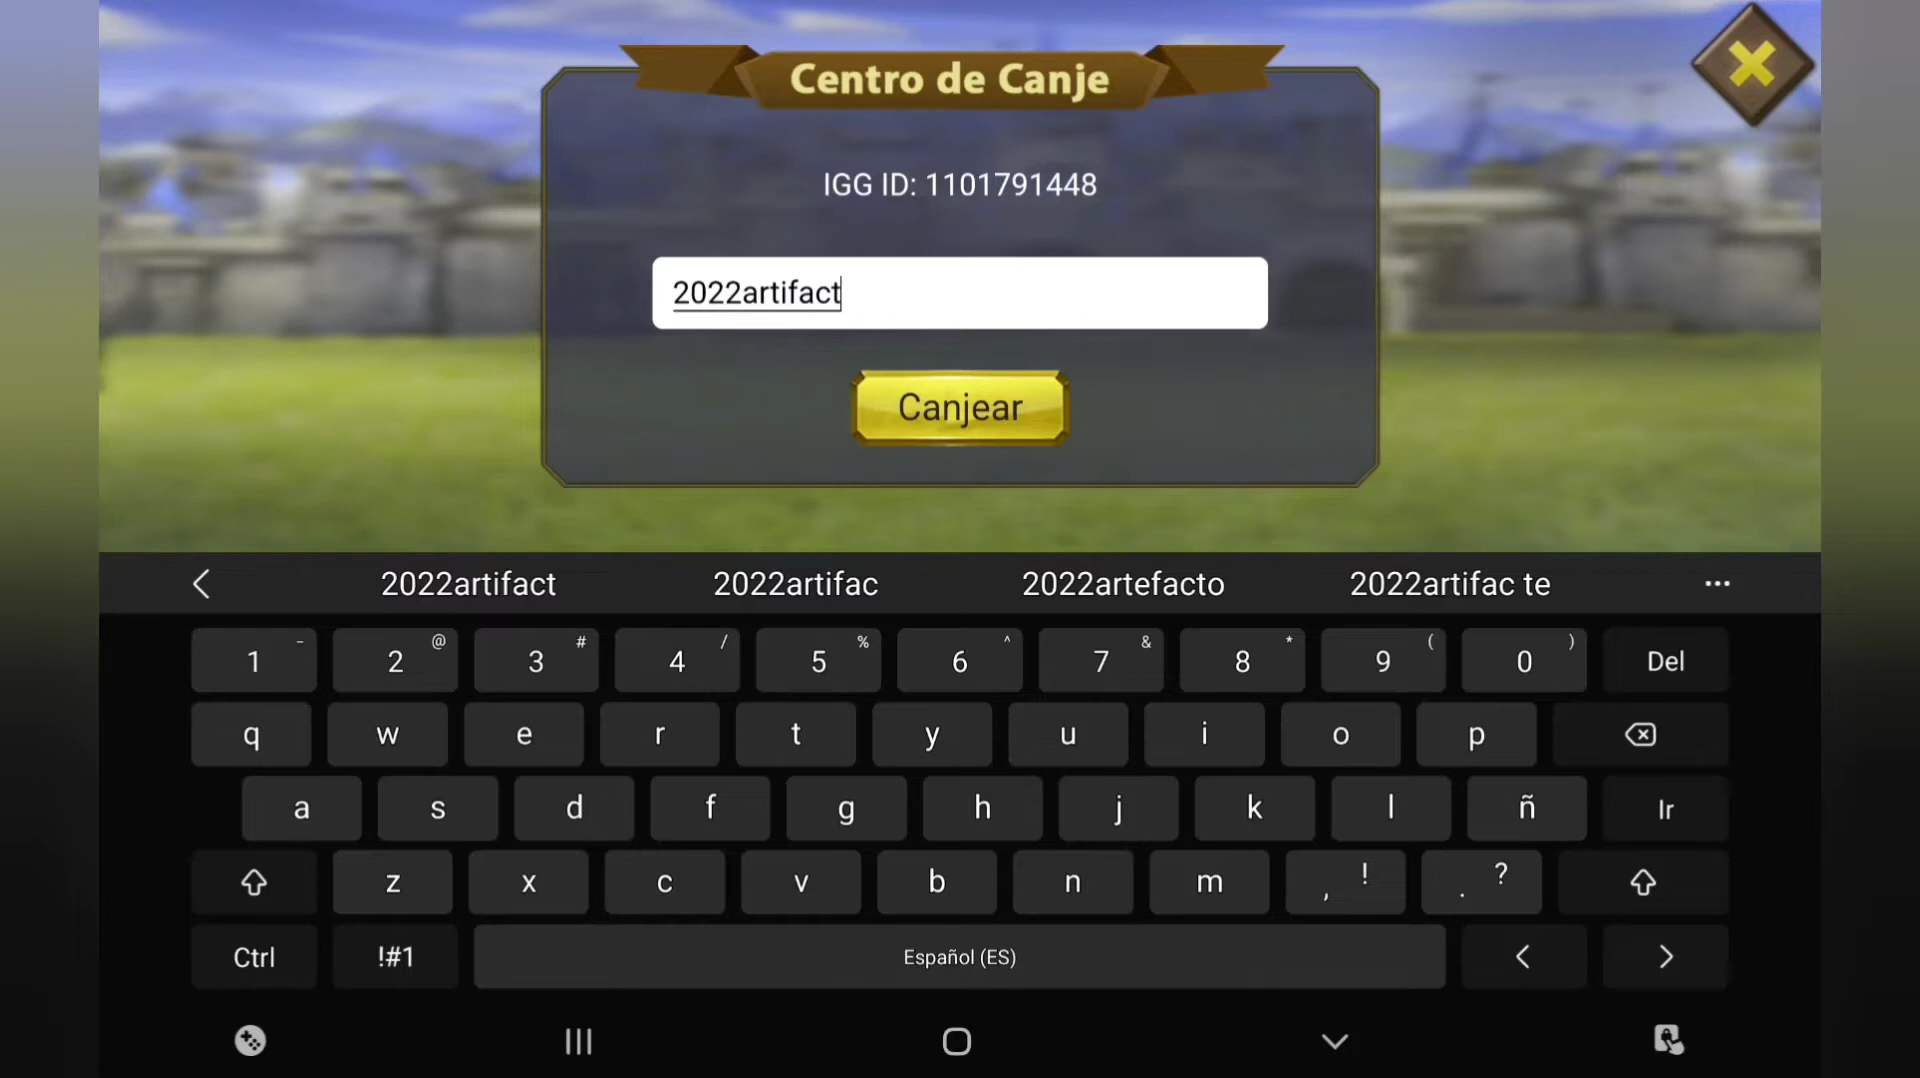 Centro de Canje
IGG ID: 1101791448
2022artifact
Canjear
2022artifact 2022artifac 2022artefacto 2022artifac te ...
1 - 2 @ 3 # 4 / 5 % 6 ^ 7 & 8 * 9 ( 0 ) Del
q w e r t y u i o p
a s d f g h j k l ñ Ir
z x c v b n m , ! . ?
Ctrl !#1 Español (ES) < >